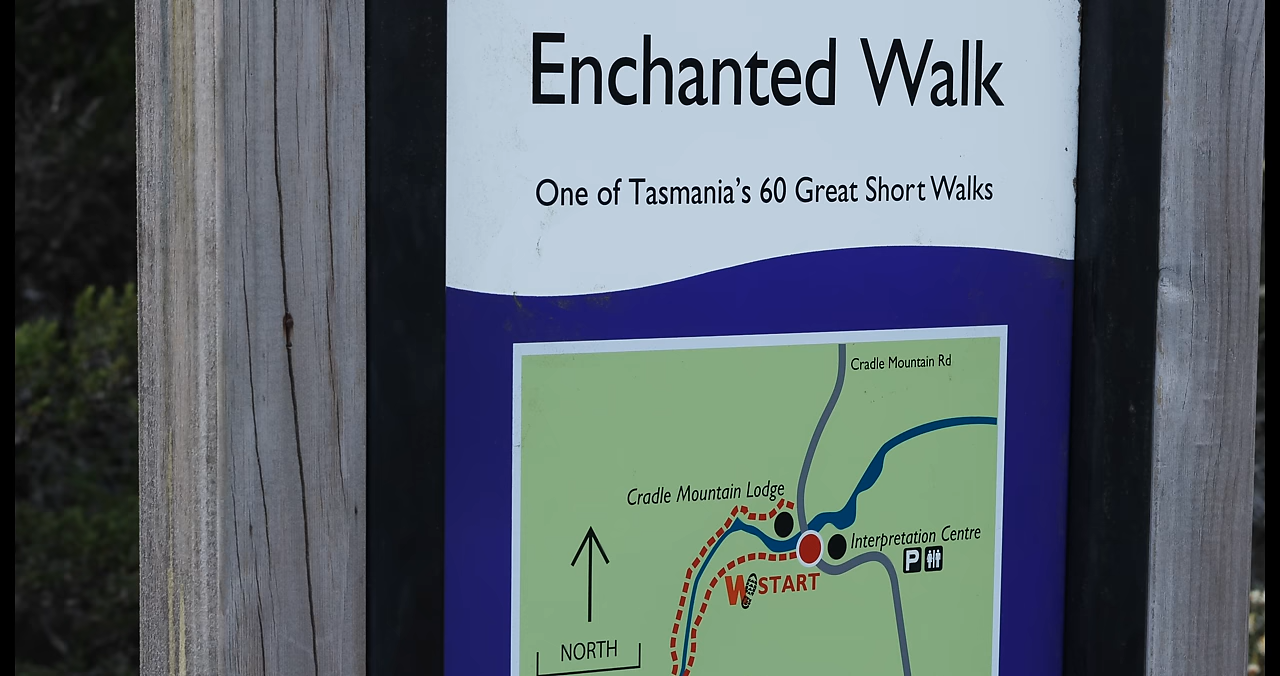 Enchanted Walk
One of Tasmania's 60 Great Short Walks
Cradle Mountain Rd
Cradle Mountain Lodge
Interpretation Centre
P
W START
NORTH